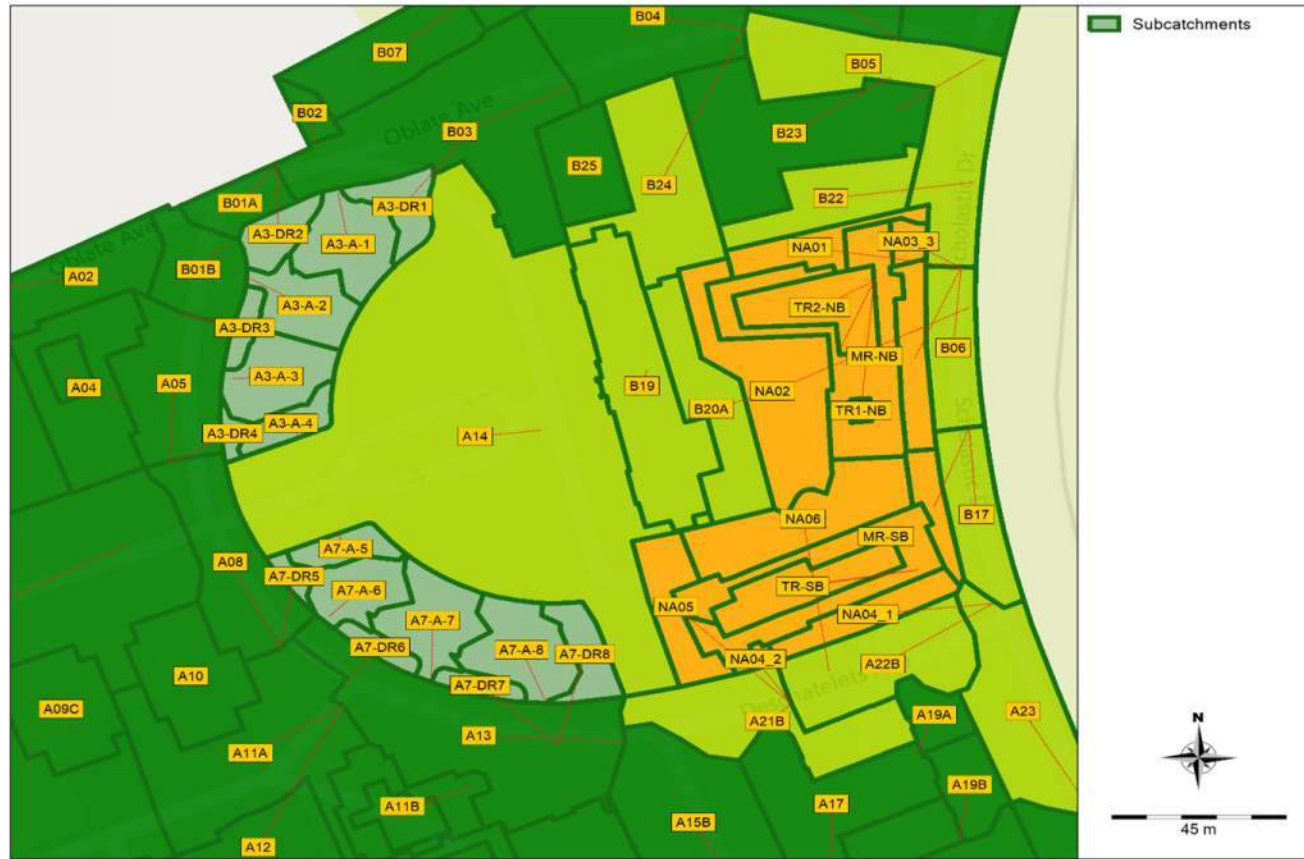 B04
Subcatchments
B07
B05
B02
Oblate Ave
B03
B23
B25
B24
B22
B01A
A3-DR1
A3-DR2
A3-A-1
NA01
NA03_3
Oblate Ave
A02
B01B
A3-A-2
TR2-NB
A3-DR3
B06
MR-NB
A3-A-3
A04
A05
B19
NA02
B20A
TR1-NB
A3-A-4
A3-DR4
A14
B17
NA06
MR-SB
A7-A-5
A08
A7-DR5
A7-A-6
TR-SB
NA05
NA04_1
A7-A-7
A7-DR6
A7-A-8
A7-DR8
NA04_2
A22B
A10
A7-DR7
A09C
A21B
A13
A19A
A23
N
A11A
A19B
A11B
A17
A15B
45 m
A12